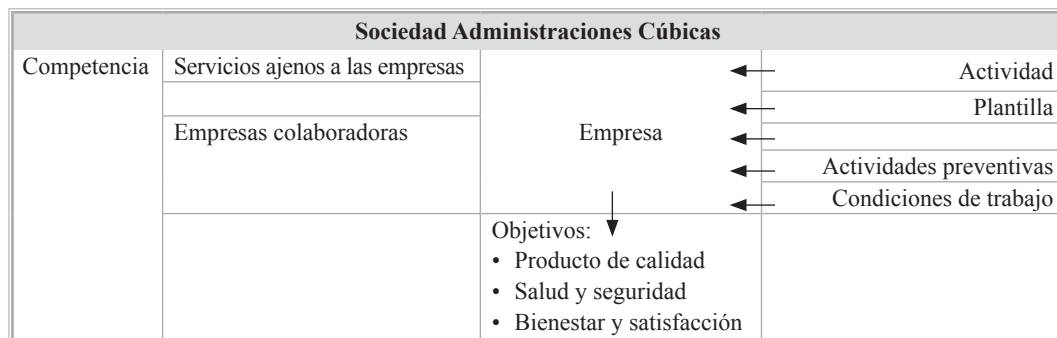 Sociedad Administraciones Cúbicas
Competencia
Servicios ajenos a las empresas
Empresas colaboradoras
Empresa
Actividad
Plantilla
Actividades preventivas
Condiciones de trabajo
Objetivos:
• Producto de calidad
• Salud y seguridad
• Bienestar y satisfacción